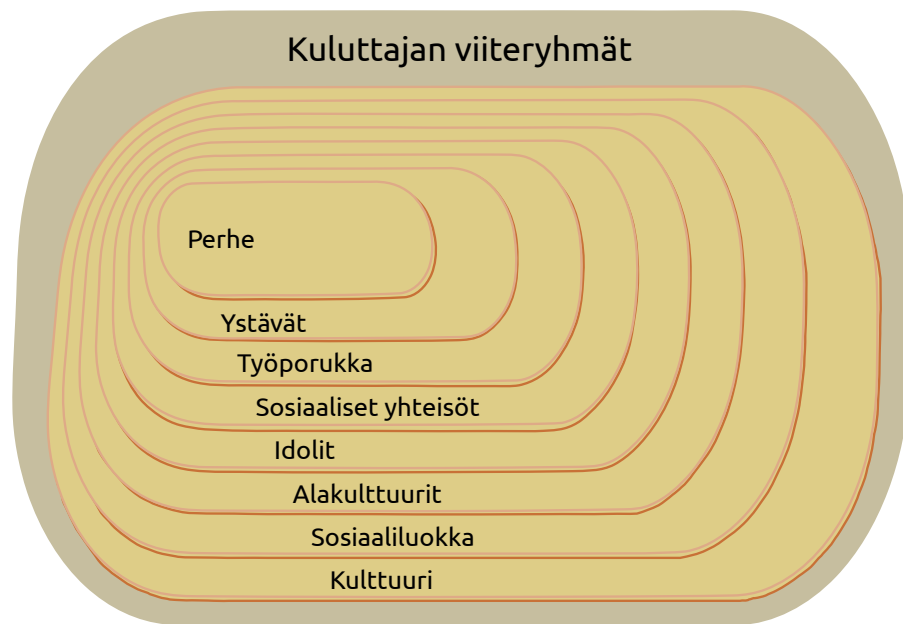 Kuluttajan viiteryhmät
Perhe
Ystävät
Työporukka
Sosiaaliset yhteisöt
Idolit
Alakulttuurit
Sosiaaliluokka
Kulttuuri